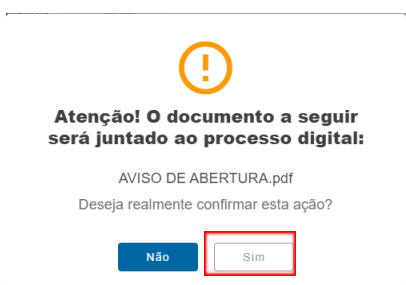 Atenção! O documento a seguir
será juntado ao processo digital:
AVISO DE ABERTURA.pdf
Deseja realmente confirmar esta ação?
Não Sim